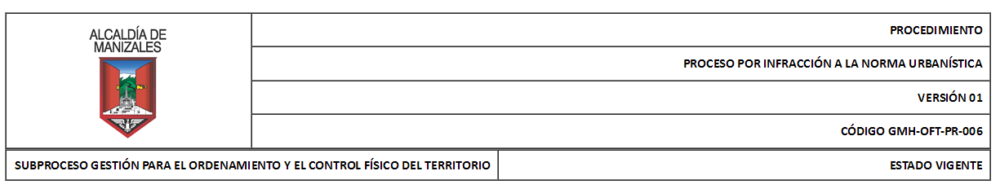 ALCALDÍA DE
MANIZALES
PROCEDIMIENTO
PROCESO POR INFRACCIÓN A LA NORMA URBANÍSTICA
VERSIÓN 01
CÓDIGO GMH-OFT-PR-006
SUBPROCESO GESTIÓN PARA EL ORDENAMIENTO Y EL CONTROL FÍSICO DEL TERRITORIO
ESTADO VIGENTE